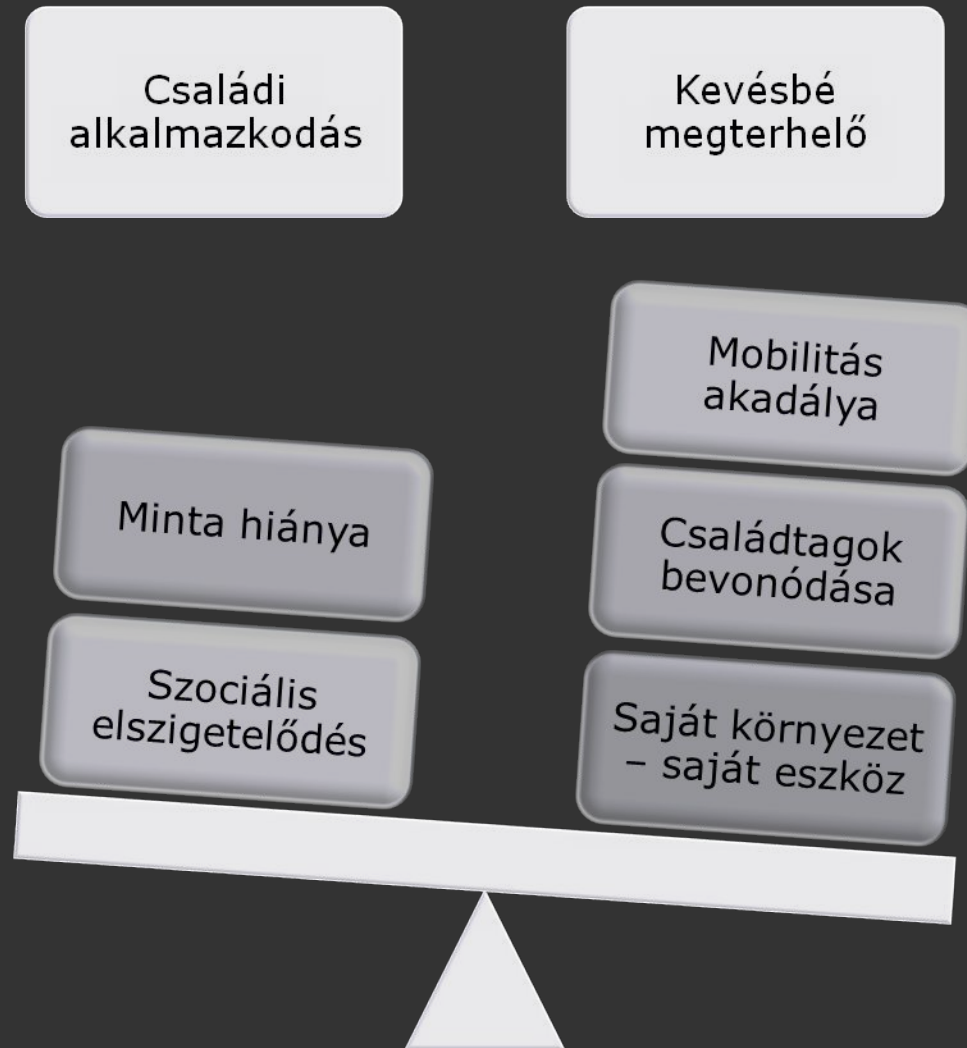 Családi
alkalmazkodás
Kevésbé
megterhelő
Minta hiánya
Szociális
elszigetelődés
Mobilitás
akadálya
Családtagok
bevonódása
Saját környezet
– saját eszköz